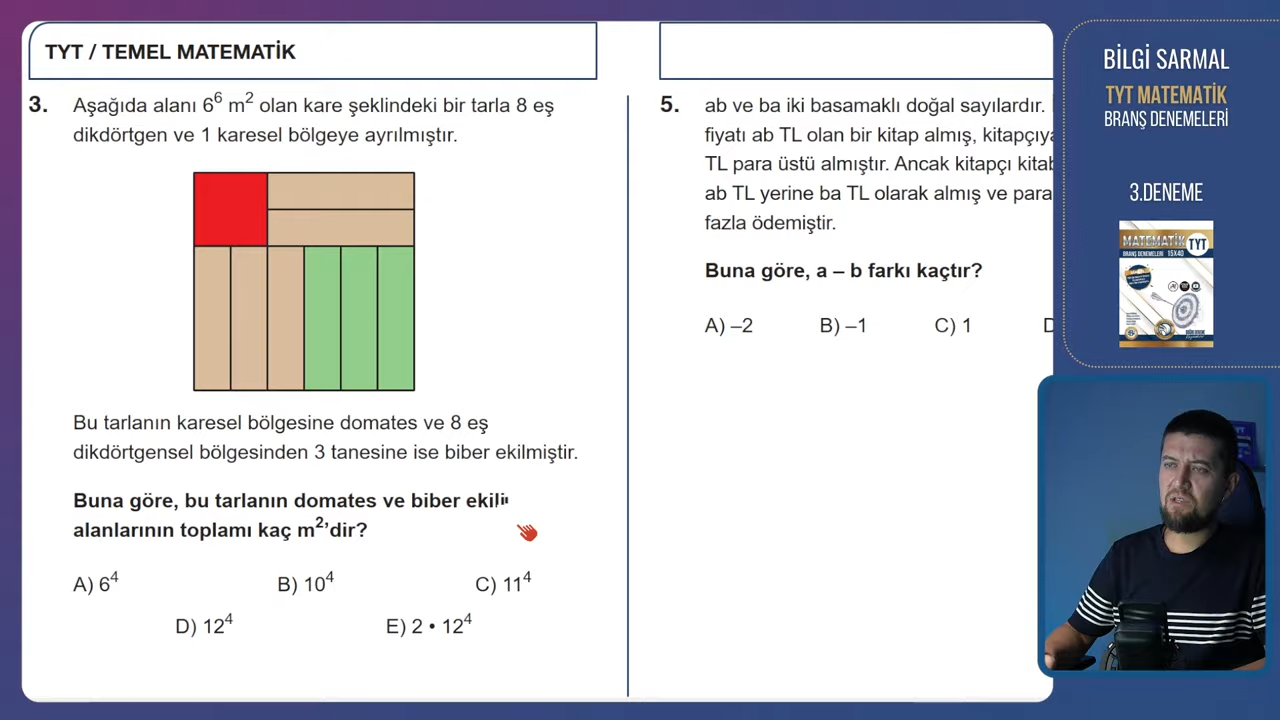 TYT / TEMEL MATEMATİK
3. Aşağıda alanı 6⁶ m² olan kare şeklindeki bir tarla 8 eş
dikdörtgen ve 1 karesel bölgeye ayrılmıştır.
Bu tarlanın karesel bölgesine domates ve 8 eş
dikdörtgensel bölgesinden 3 tanesine ise biber ekilmiştir.
Buna göre, bu tarlanın domates ve biber
alanlarının toplamı kaç m²’dir?
A) 6⁴
B) 10⁴
C) 11⁴
D) 12⁴
E) 2 • 12⁴
5. ab ve ba iki basamaklı doğal sayılardır.
fiyatı ab TL olan bir kitap almış,
TL para üstü almıştır. Ancak kitapçı
ab TL yerine ba TL olarak almış ve para
fazla ödemiştir.
Buna göre, a – b farkı kaçtır?
A) –2
B) –1
C) 1
BİLGİ SARMAL
TYT MATEMATİK
BRANŞ DENEMELERİ
3.DENEME
MATEMATİK TYT
BRANŞ DENEMELERİ 15X40